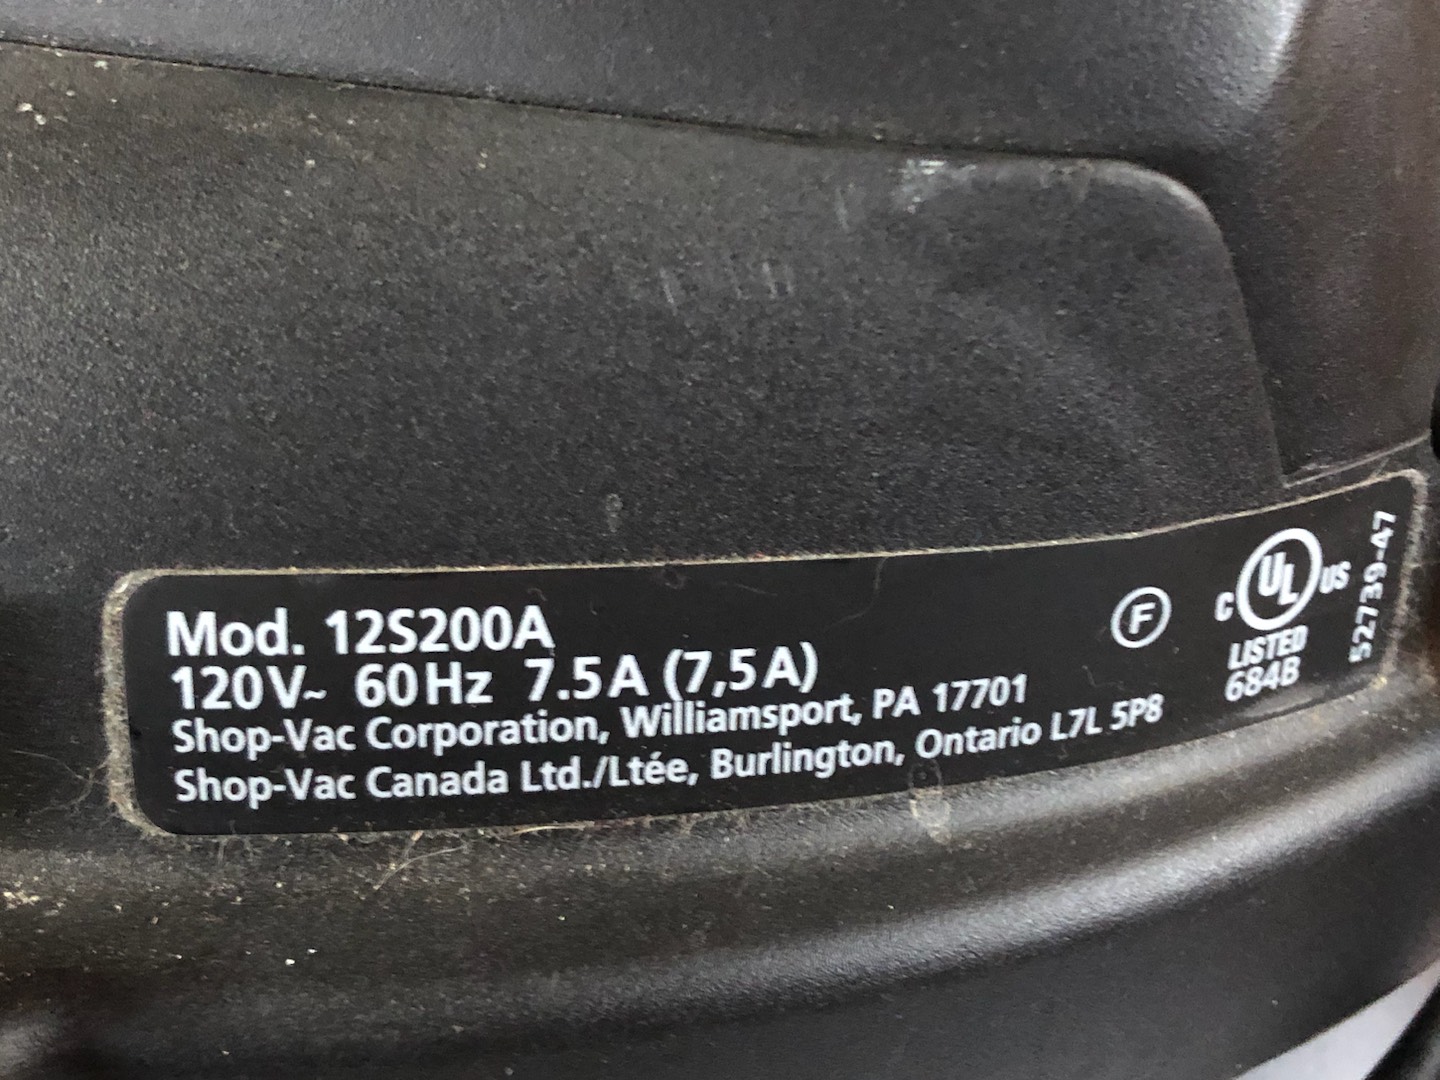 Mod. 12S200A
120V~ 60Hz 7.5A (7,5A)
Shop-Vac Corporation, Williamsport, PA 17701
Shop-Vac Canada Ltd./Ltée, Burlington, Ontario L7L 5P8
F
C UL US
LISTED
684B
52739-47